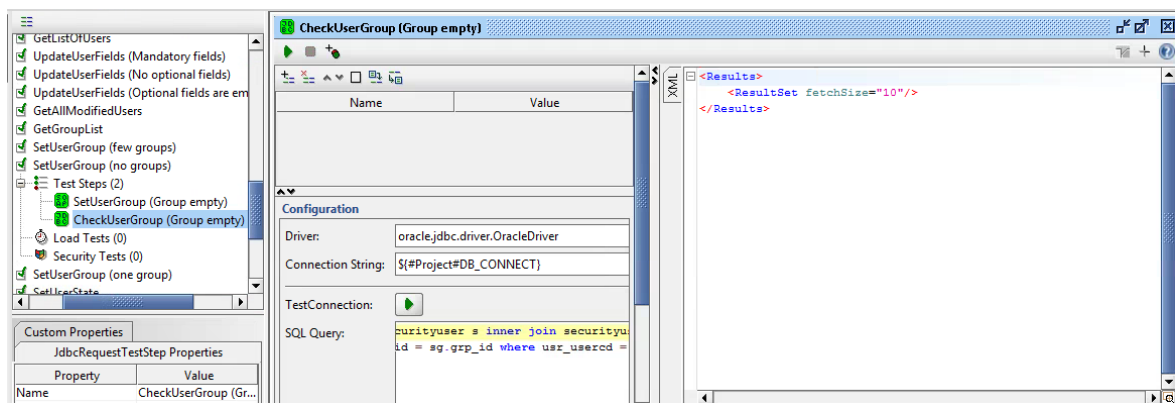 GetListOfUsers
UpdateUserFields (Mandatory fields)
UpdateUserFields (No optional fields)
UpdateUserFields (Optional fields are em
GetAllModifiedUsers
GetGroupList
SetUserGroup (few groups)
SetUserGroup (no groups)
Test Steps (2)
SetUserGroup (Group empty)
CheckUserGroup (Group empty)
Load Tests (0)
Security Tests (0)
SetUserGroup (one group)
SetUserState
Custom Properties
JdbcRequestTestStep Properties
Property Value
Name CheckUserGroup (Gr...
CheckUserGroup (Group empty)
Name Value
Configuration
Driver: oracle.jdbc.driver.OracleDriver
Connection String: ${#Project#DB_CONNECT}
TestConnection:
SQL Query: curityuser s inner join securityu
id = sg.grp_id where usr_usercd =
XML
<Results>
<ResultSet fetchSize="10"/>
</Results>